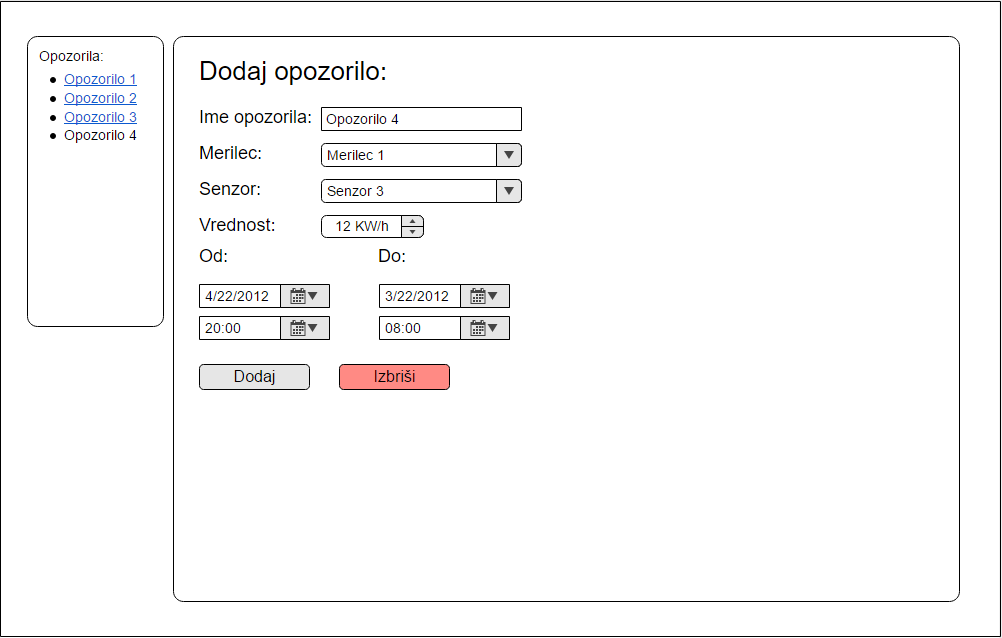 Opozorila:
Opozorilo 1
Opozorilo 2
Opozorilo 3
Opozorilo 4
Dodaj opozorilo:
Ime opozorila: Opozorilo 4
Merilec: Merilec 1
Senzor: Senzor 3
Vrednost: 12 KW/h
Od: Do:
4/22/2012 3/22/2012
20:00 08:00
Dodaj Izbriši